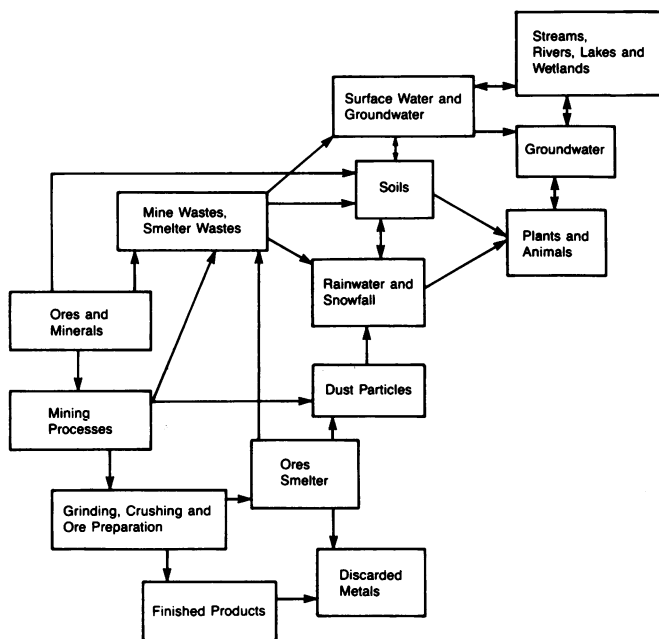 Streams,
Rivers, Lakes and
Wetlands
Surface Water and
Groundwater
Groundwater
Soils
Mine Wastes,
Smelter Wastes
Plants and
Animals
Rainwater and
Snowfall
Ores and
Minerals
Dust Particles
Mining
Processes
Ores
Smelter
Grinding, Crushing and
Ore Preparation
Discarded
Metals
Finished Products